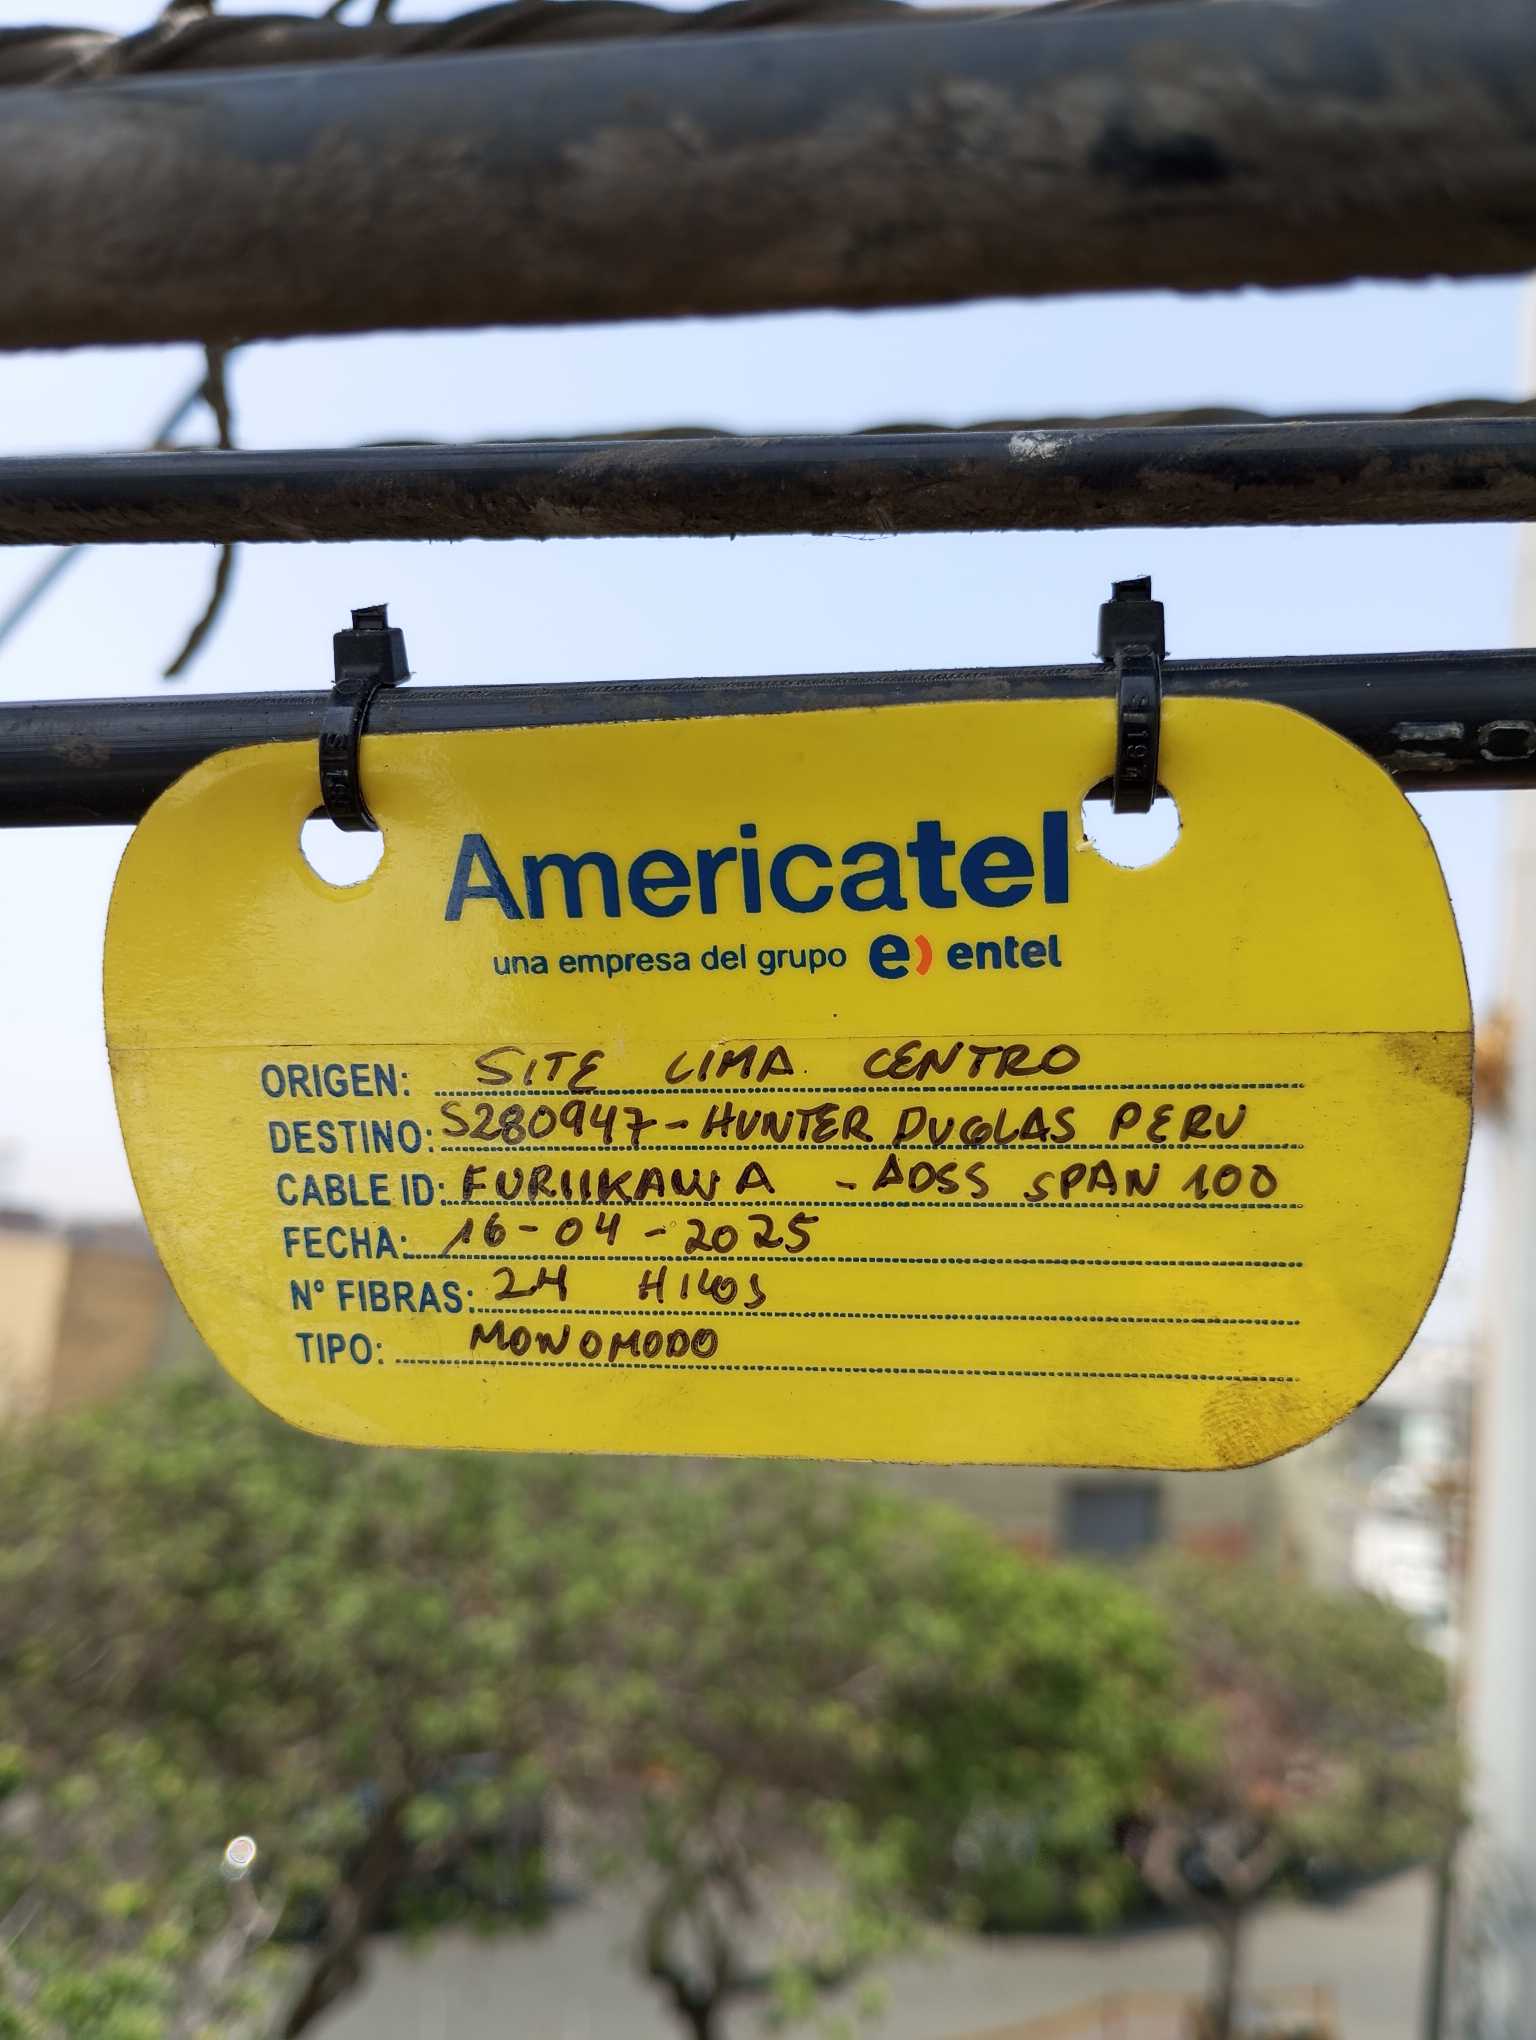 Americatel
una empresa del grupo e) entel
ORIGEN: SITE LIMA CENTRO
DESTINO: S280947-HUNTER DUGLAS PERU
CABLE ID: FURIIKAWA - ADSS SPAN 100
FECHA: 16-04-2025
N° FIBRAS: 24 HILOS
TIPO: MONOMODO